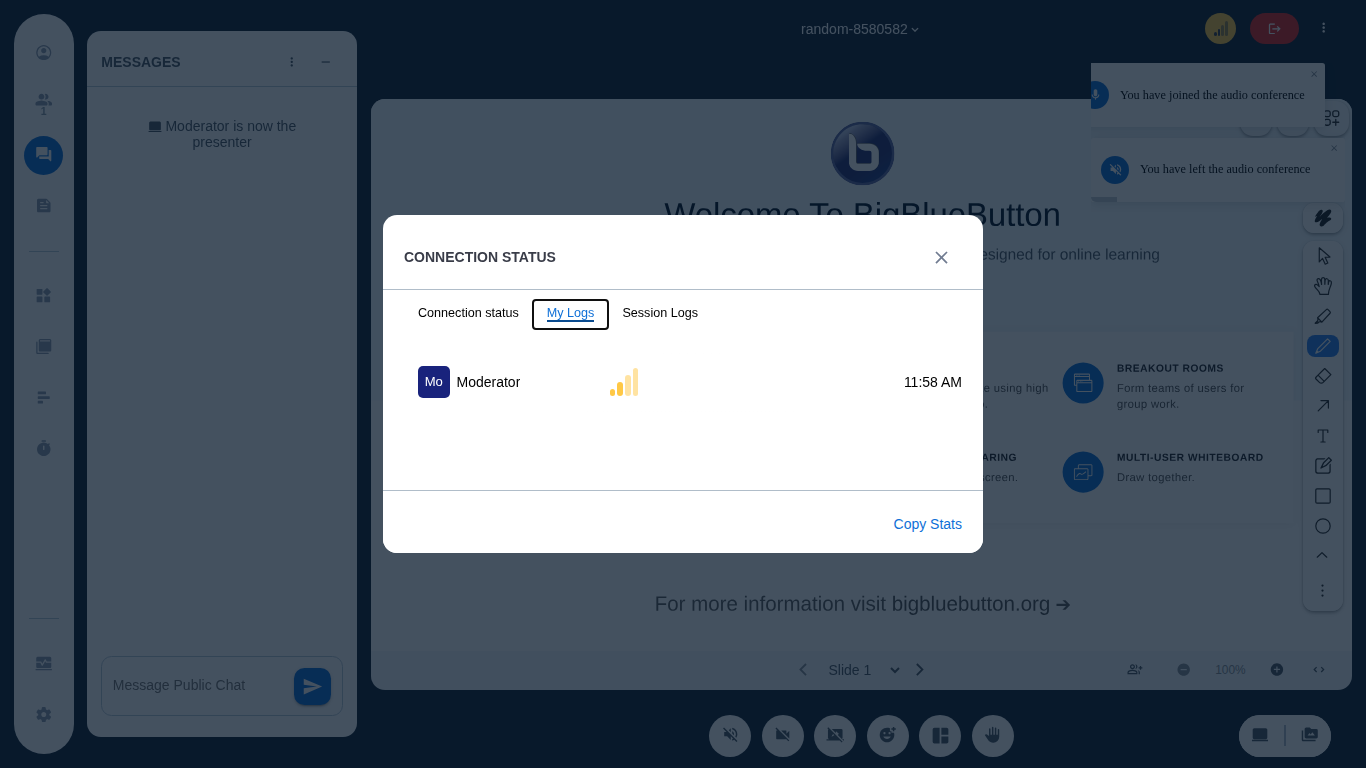 random-8580582
1
MESSAGES
Moderator is now the
presenter
Message Public Chat
You have joined the audio conference
You have left the audio conference
Welcome To BigBlueButton
esigned for online learning
CONNECTION STATUS
Connection status
My Logs
Session Logs
Mo
Moderator
11:58 AM
Copy Stats
e using high
BREAKOUT ROOMS
Form teams of users for
group work.
ARING
screen.
MULTI-USER WHITEBOARD
Draw together.
For more information visit bigbluebutton.org →
Slide 1
100%